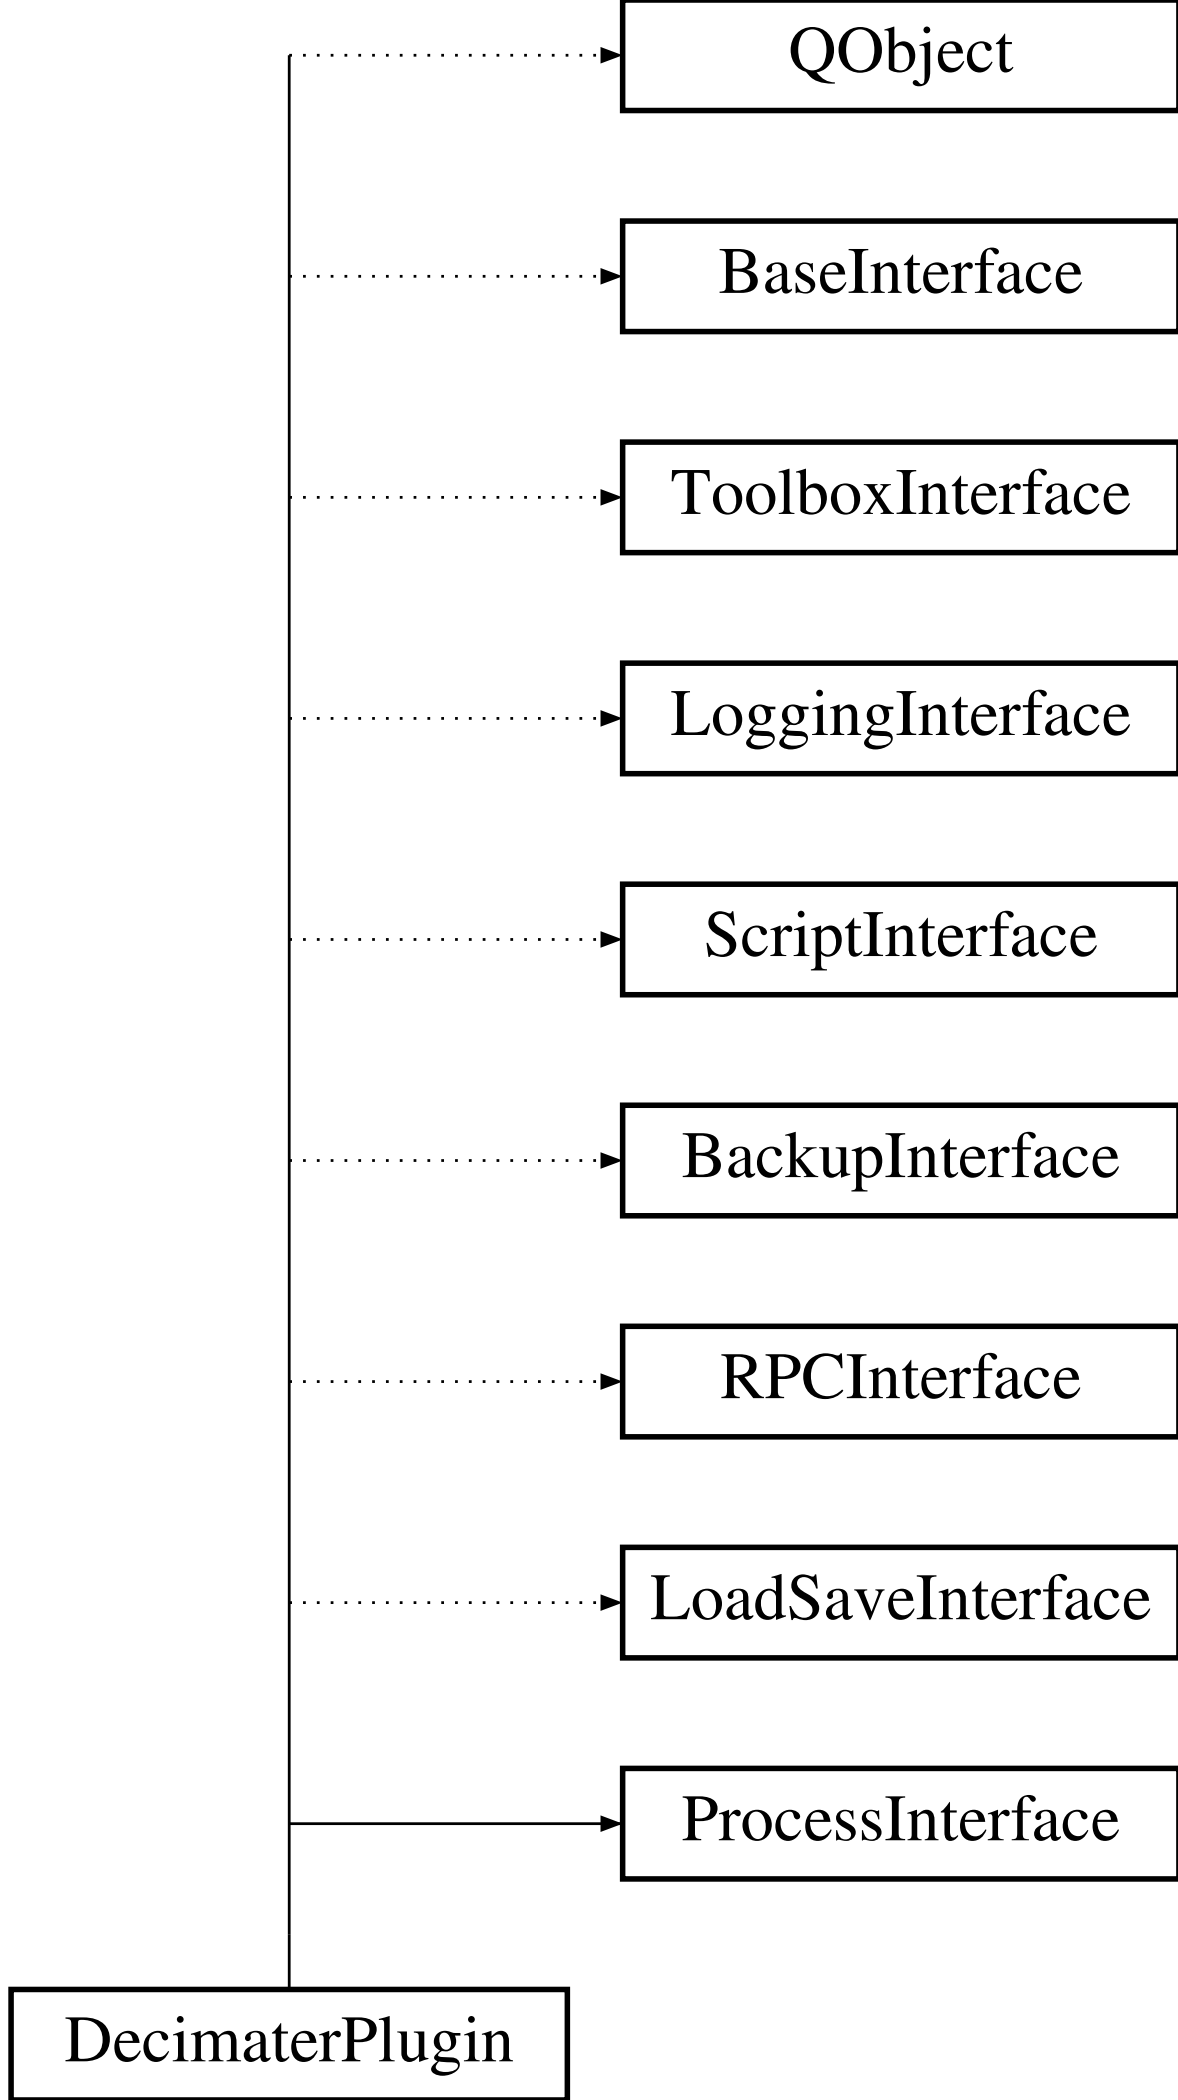 QObject
BaseInterface
ToolboxInterface
LoggingInterface
ScriptInterface
BackupInterface
RPCInterface
LoadSaveInterface
ProcessInterface
DecimaterPlugin